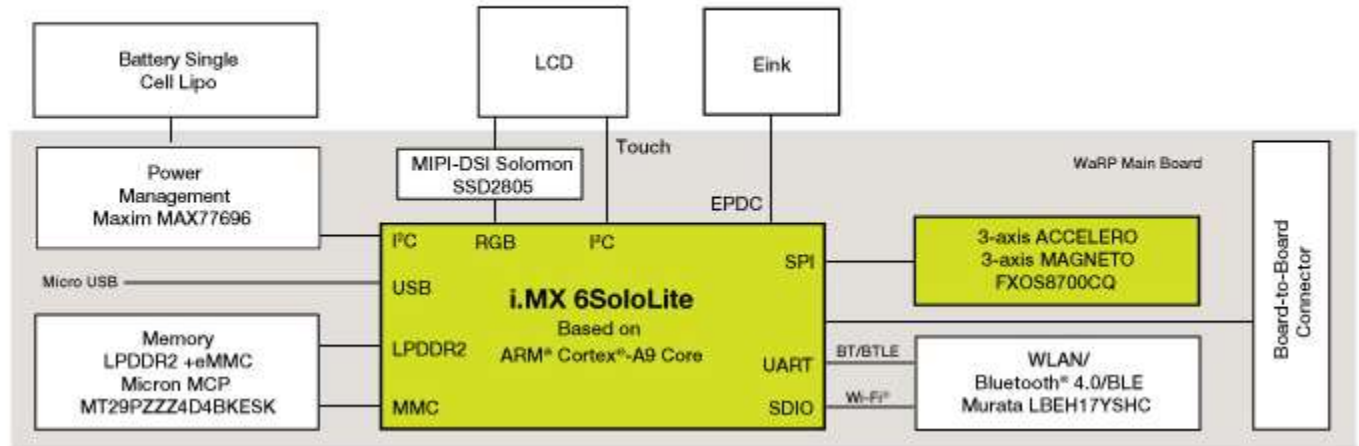 Battery Single
Cell Lipo
LCD
Eink
Touch
Power
Management
Maxim MAX77696
MIPI-DSI Solomon
SSD2805
WaRP Main Board
EPDC
I²C
RGB
I²C
SPI
3-axis ACCELERO
3-axis MAGNETO
FXOS8700CQ
Micro USB
USB
i.MX 6SoloLite
Based on
ARM® Cortex®-A9 Core
Board-to-Board
Connector
Memory
LPDDR2 +eMMC
Micron MCP
MT29PZZZ4D4BKESK
LPDDR2
MMC
UART
SDIO
BT/BTLE
Wi-Fi®
WLAN/
Bluetooth® 4.0/BLE
Murata LBEH17YSHC